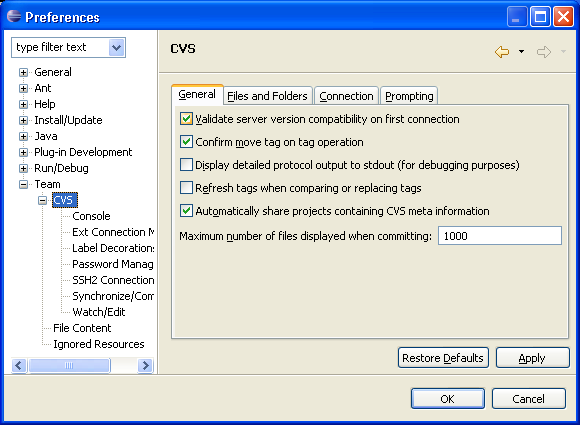 Preferences
type filter text
General
Ant
Help
Install/Update
Java
Plug-in Development
Run/Debug
Team
CVS
Console
Ext Connection M
Label Decorations
Password Manag
SSH2 Connection
Synchronize/Com
Watch/Edit
File Content
Ignored Resources
CVS
General Files and Folders Connection Prompting
Validate server version compatibility on first connection
Confirm move tag on tag operation
Display detailed protocol output to stdout (for debugging purposes)
Refresh tags when comparing or replacing tags
Automatically share projects containing CVS meta information
Maximum number of files displayed when committing: 1000
Restore Defaults Apply
OK Cancel